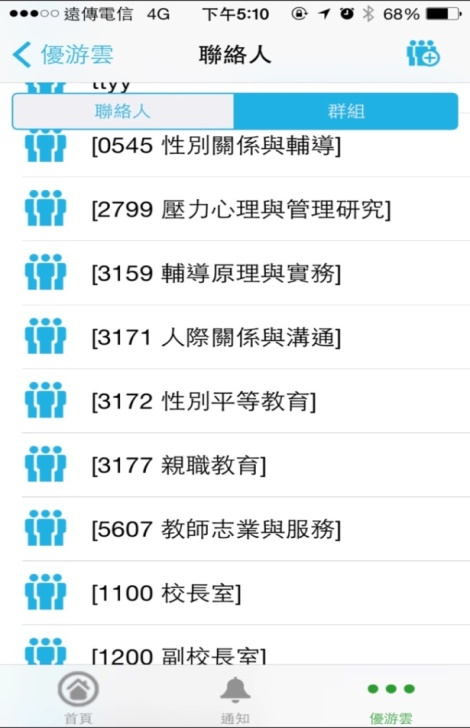 遠傳電信 4G 下午5:10 68%
優游雲 聯絡人
ttyy
聯絡人 群組
[0545 性別關係與輔導]
[2799 壓力心理與管理研究]
[3159 輔導原理與實務]
[3171 人際關係與溝通]
[3172 性別平等教育]
[3177 親職教育]
[5607 教師志業與服務]
[1100 校長室]
[1200 副校長室]
首頁 通知 優游雲